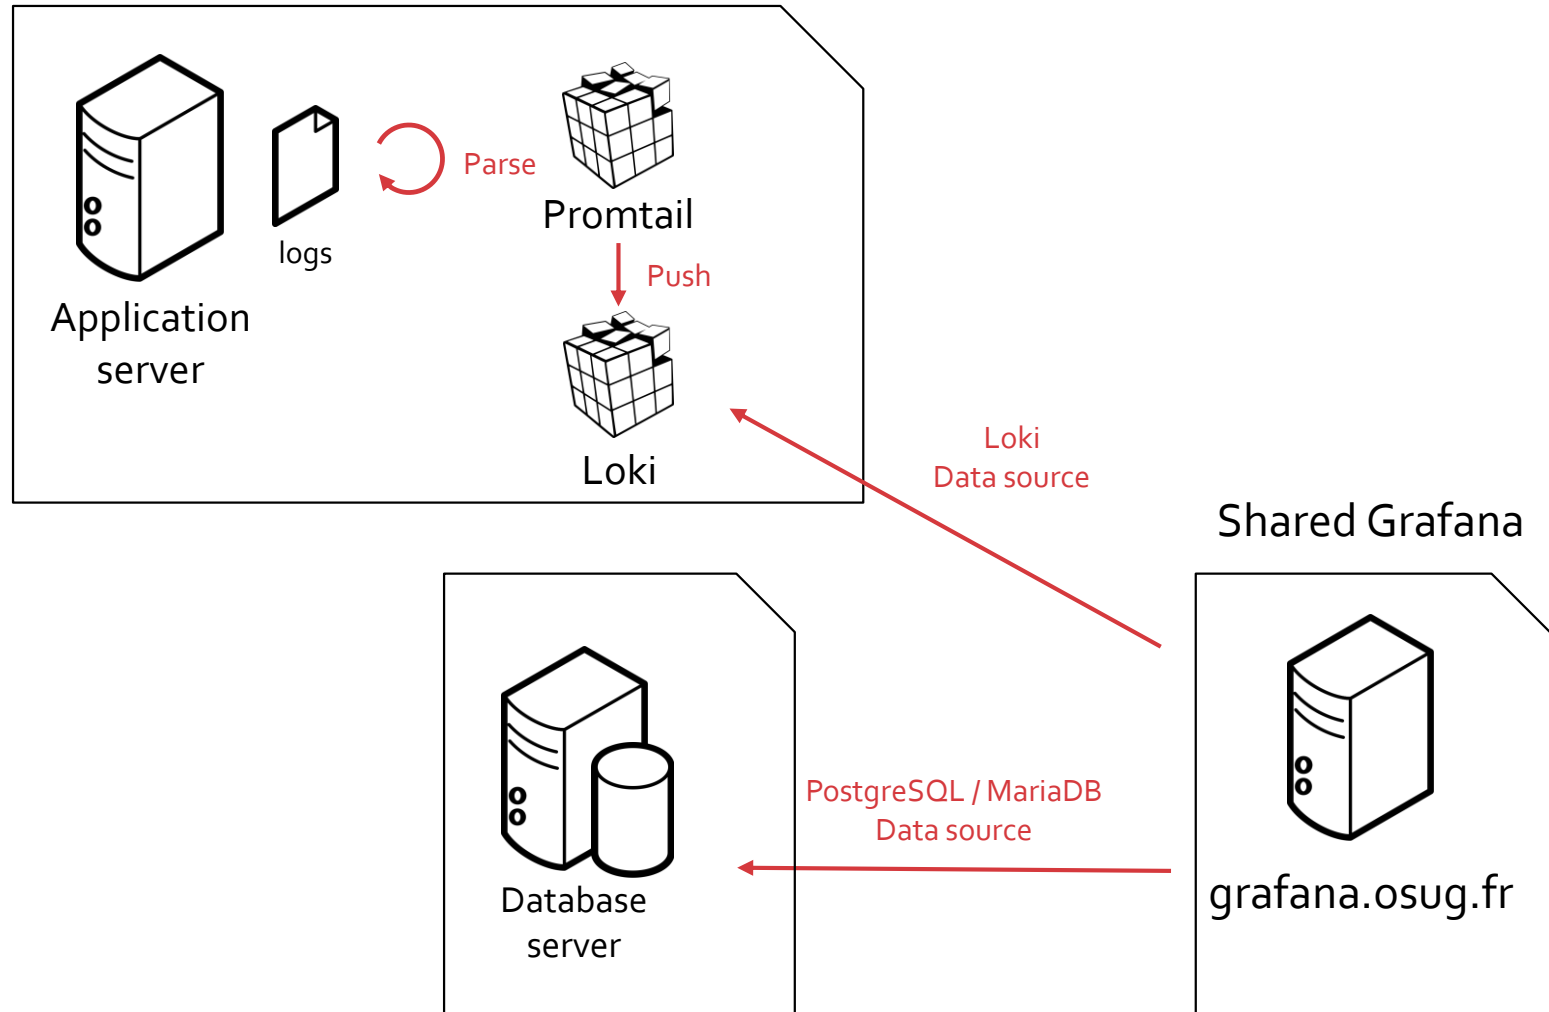 Parse
Promtail
logs
Push
Application
server
Loki
Loki
Data source
Shared Grafana
PostgreSQL / MariaDB
Data source
Database
server
grafana.osug.fr